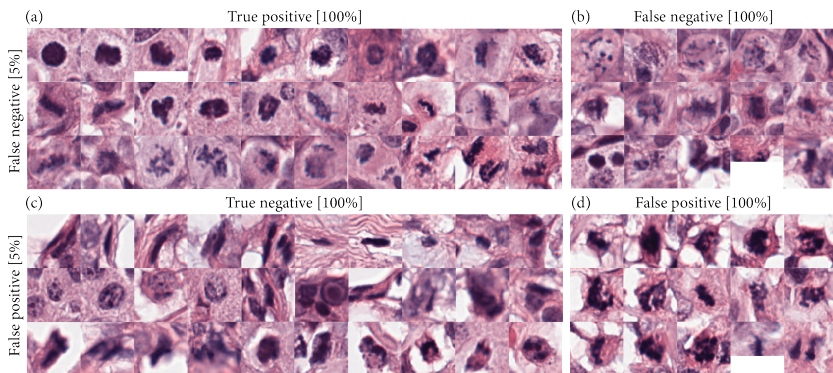 (a) True positive [100%] (b) False negative [100%]
False negative [5%]
(c) True negative [100%] (d) False positive [100%]
False positive [5%]